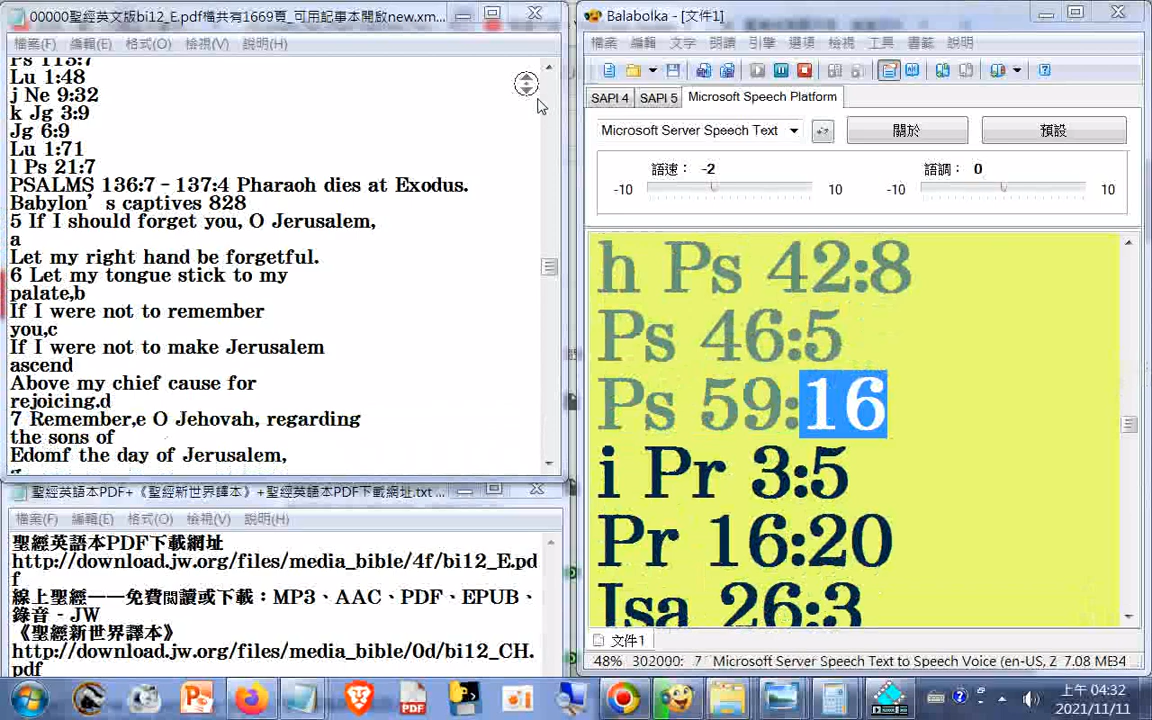 00000聖經英文版bi12_E.pdf檔共有1669頁_可用記事本開啟new.xm...
檔案(F) 編輯(E) 格式(O) 檢視(V) 說明(H)
Ps 113:7
Lu 1:48
j Ne 9:32
k Jg 3:9
Jg 6:9
Lu 1:71
l Ps 21:7
PSALMS 136:7–137:4 Pharaoh dies at Exodus.
Babylon's captives 828
5 If I should forget you, O Jerusalem,
a
Let my right hand be forgetful.
6 Let my tongue stick to my
palate,b
If I were not to remember
you,c
If I were not to make Jerusalem
ascend
Above my chief cause for
rejoicing.d
7 Remember,e O Jehovah, regarding
the sons of
Edomf the day of Jerusalem,
聖經英語本PDF+《聖經新世界譯本》+聖經英語本PDF下載網址.txt ...
檔案(F) 編輯(E) 格式(O) 檢視(V) 說明(H)
聖經英語本PDF下載網址
http://download.jw.org/files/media_bible/4f/bi12_E.pd
f
線上聖經——免費閱讀或下載：MP3、AAC、PDF、EPUB、
錄音 - JW
《聖經新世界譯本》
http://download.jw.org/files/media_bible/0d/bi12_CH.
pdf
Balabolka - [文件1]
檔案 編輯 文字 朗讀 引擎 選項 檢視 工具 書籤 說明
SAPI 4 SAPI 5 Microsoft Speech Platform
Microsoft Server Speech Text 關於 預設
語速： -2 語調： 0
-10 10 -10 10
h Ps 42:8
Ps 46:5
Ps 59:16
i Pr 3:5
Pr 16:20
Isa 26:3
文件1
48% 302000: 7 Microsoft Server Speech Text to Speech Voice (en-US, Z 7.08 MB34
上午 04:32
2021/11/11